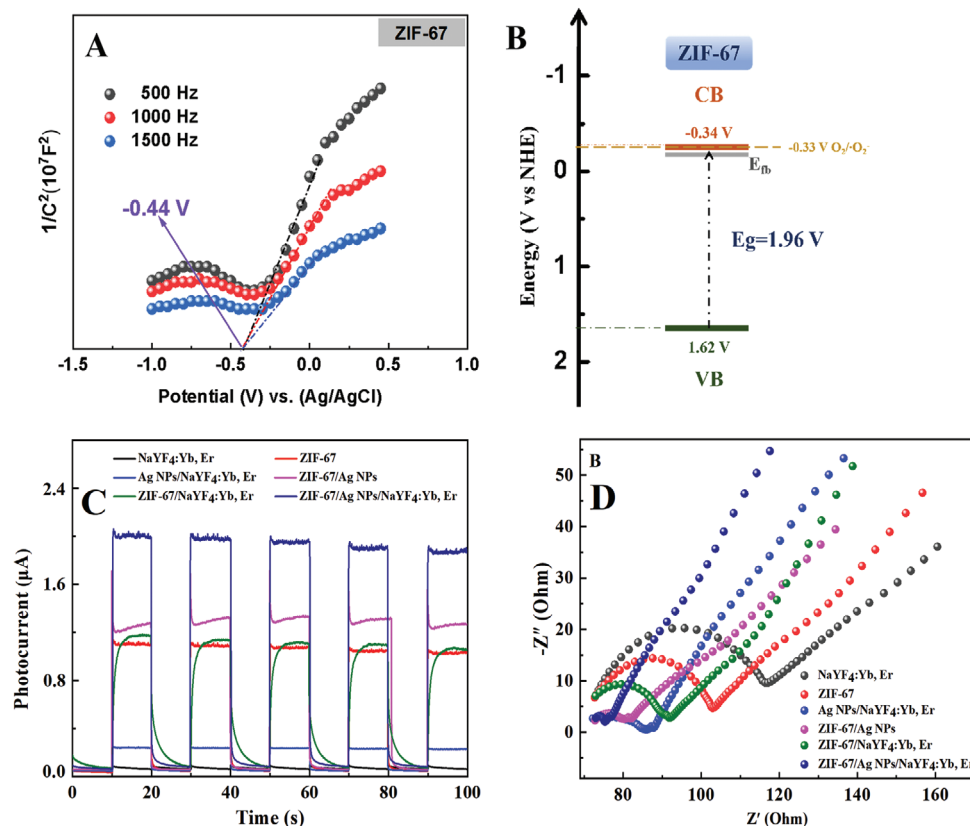 A
ZIF-67
500 Hz
1000 Hz
1500 Hz
-0.44 V
1/C²(10⁷F²)
-1.5 -1.0 -0.5 0.0 0.5 1.0
Potential (V) vs. (Ag/AgCl)
B
ZIF-67
CB
-0.34 V
-0.33 V O₂/·O₂⁻
E_fb
Eg=1.96 V
1.62 V
VB
-1
0
1
2
Energy (V vs NHE)
C
NaYF₄:Yb, Er
ZIF-67
Ag NPs/NaYF₄:Yb, Er
ZIF-67/Ag NPs
ZIF-67/NaYF₄:Yb, Er
ZIF-67/Ag NPs/NaYF₄:Yb, Er
2.4
1.6
0.8
0.0
Photocurrent (μA)
0 20 40 60 80 100
Time (s)
B
D
50
40
30
20
10
0
-Z″ (Ohm)
NaYF₄:Yb, Er
ZIF-67
Ag NPs/NaYF₄:Yb, Er
ZIF-67/Ag NPs
ZIF-67/NaYF₄:Yb, Er
ZIF-67/Ag NPs/NaYF₄:Yb, Er
80 100 120 140 160
Z′ (Ohm)